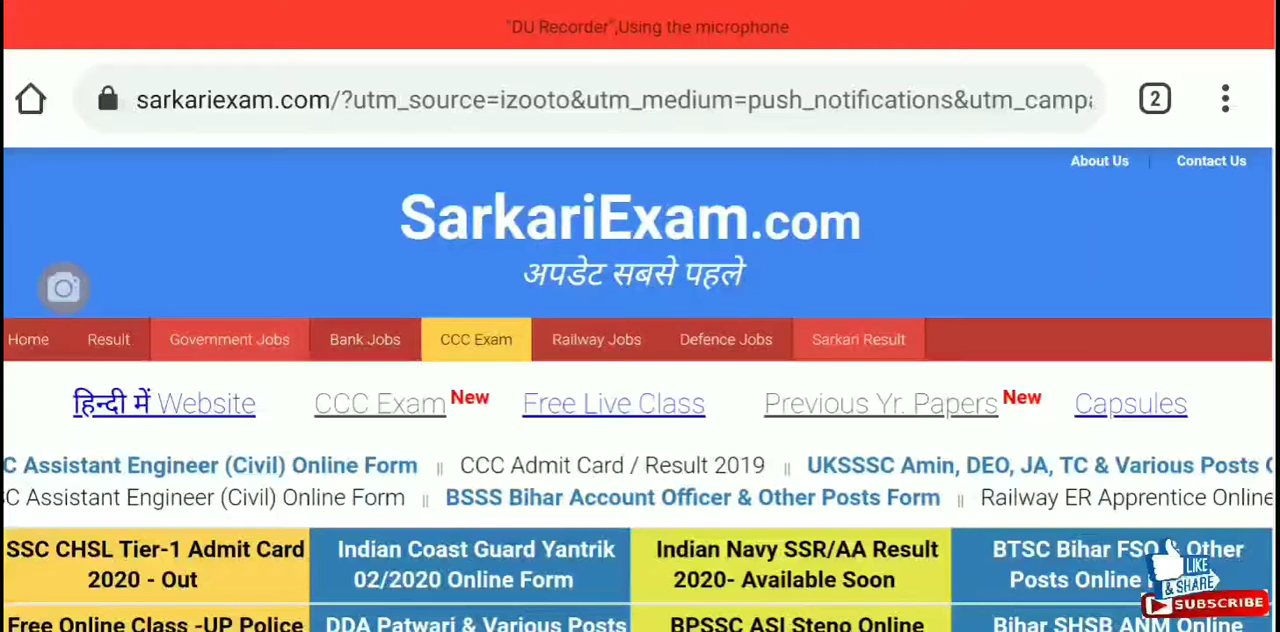 "DU Recorder",Using the microphone
sarkariexam.com/?utm_source=izooto&utm_medium=push_notifications&utm_campa
2
About Us | Contact Us
SarkariExam.com
अपडेट सबसे पहले
Home Result Government Jobs Bank Jobs CCC Exam Railway Jobs Defence Jobs Sarkari Result
हिन्दी में Website CCC Exam New Free Live Class Previous Yr. Papers New Capsules
C Assistant Engineer (Civil) Online Form || CCC Admit Card / Result 2019 || UKSSSC Amin, DEO, JA, TC & Various Posts
SC Assistant Engineer (Civil) Online Form || BSSS Bihar Account Officer & Other Posts Form || Railway ER Apprentice Online
SSC CHSL Tier-1 Admit Card
2020 - Out
Indian Coast Guard Yantrik
02/2020 Online Form
Indian Navy SSR/AA Result
2020- Available Soon
BTSC Bihar FSO & Other
Posts Online
LIKE
& SHARE
SUBSCRIBE
Free Online Class -UP Police
DDA Patwari & Various Posts
BPSSC ASI Steno Online
Bihar SHSB ANM Online